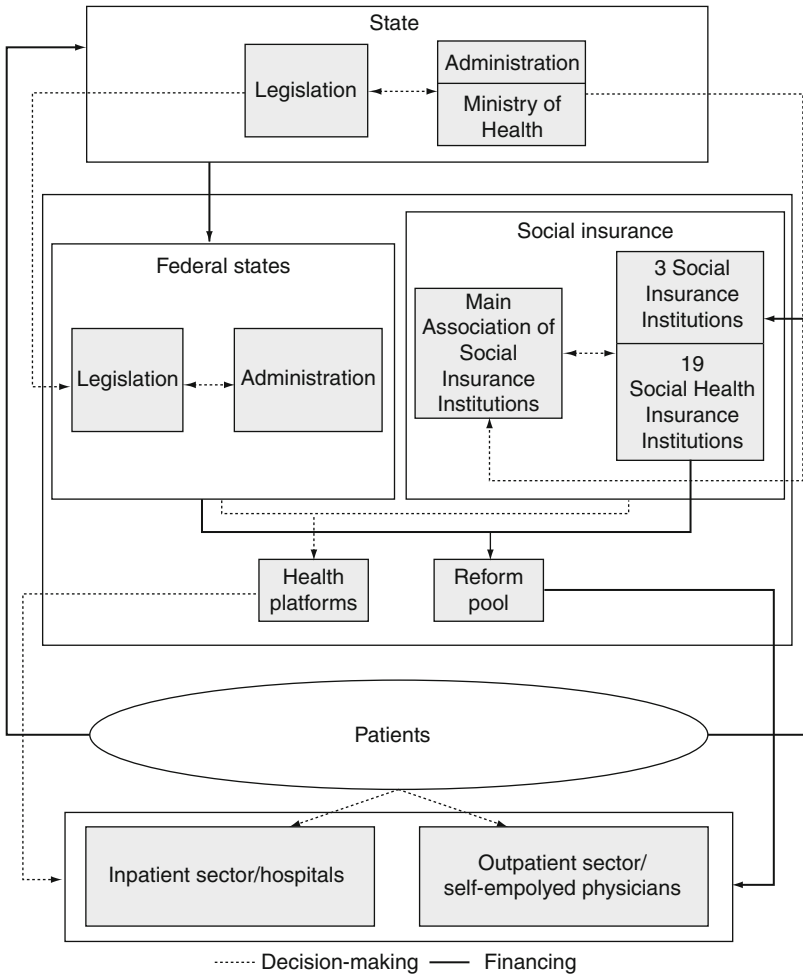 State
Legislation
Administration
Ministry of
Health
Federal states
Legislation
Administration
Social insurance
Main
Association of
Social
Insurance
Institutions
3 Social
Insurance
Institutions
19
Social Health
Insurance
Institutions
Health
platforms
Reform
pool
Patients
Inpatient sector/hospitals
Outpatient sector/
self-empolyed physicians
Decision-making
Financing